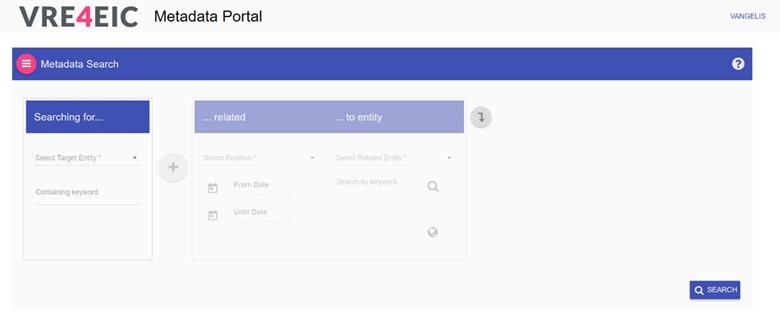 VRE4EIC Metadata Portal
VANGELIS
Metadata Search
Searching for...
... related
... to entity
Select Target Entity *
Select Relation *
Select Related Entity *
Containing keyword
From Date
Search by keyword
Until Date
SEARCH